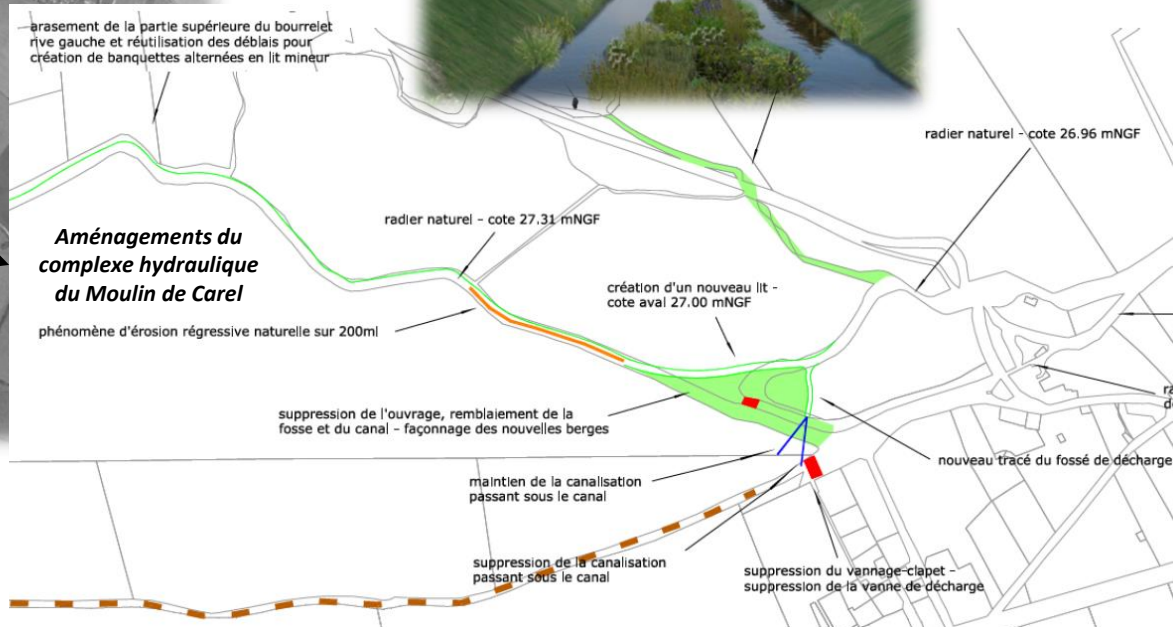 arasement de la partie supérieure du bourrelet
rive gauche et réutilisation des déblais pour
création de banquettes alternées en lit mineur
radier naturel - cote 26.96 mNGF
radier naturel - cote 27.31 mNGF
Aménagements du
complexe hydraulique
du Moulin de Carel
création d'un nouveau lit -
cote aval 27.00 mNGF
phénomène d'érosion régressive naturelle sur 200ml
suppression de l'ouvrage, remblaiement de la
fosse et du canal - façonnage des nouvelles berges
nouveau tracé du fossé de décharge
maintien de la canalisation
passant sous le canal
suppression de la canalisation
passant sous le canal
suppression du vannage-clapet -
suppression de la vanne de décharge